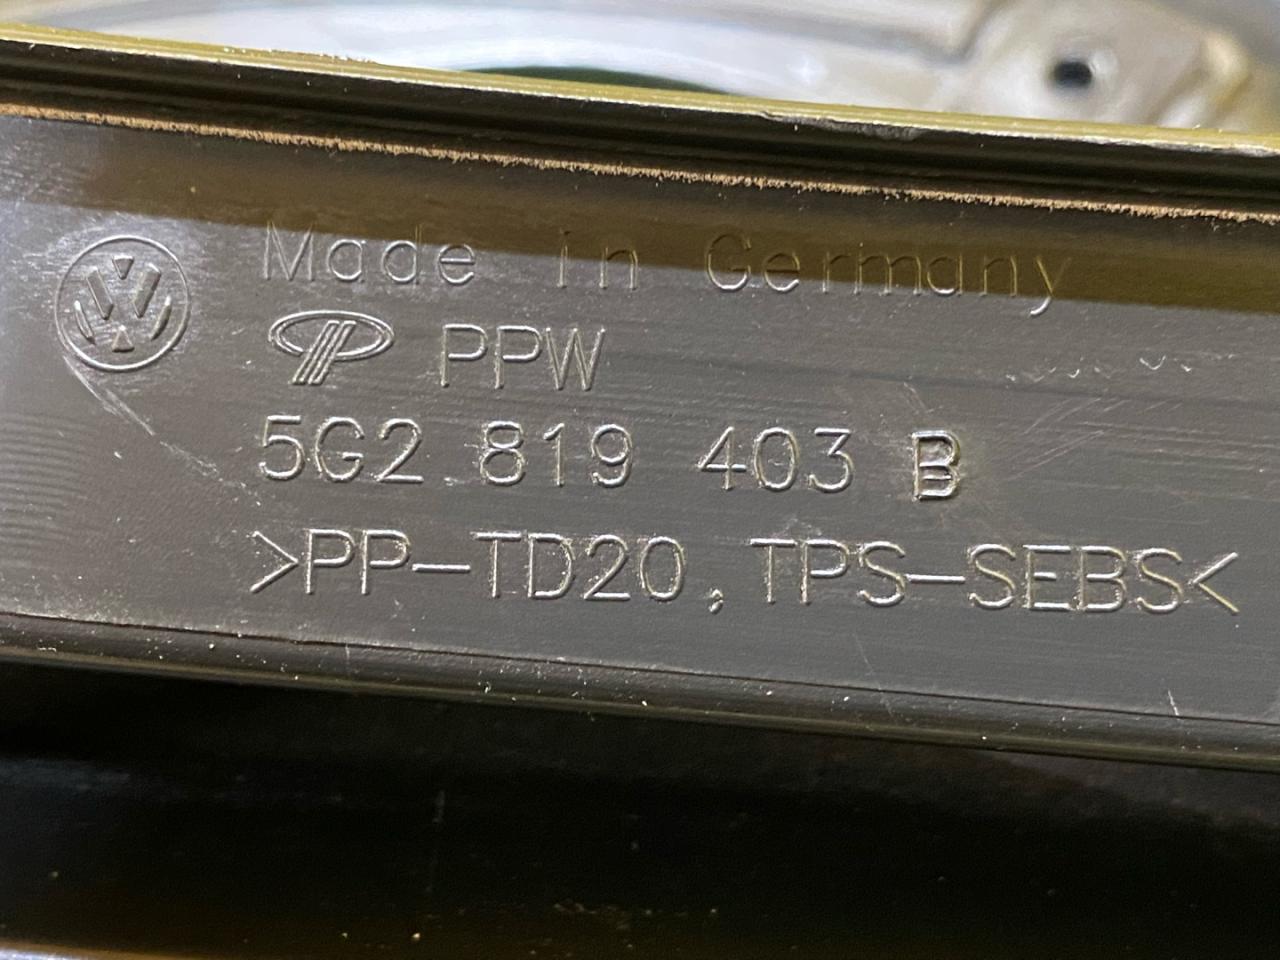 Made in Germany
PPW
5G2 819 403 B
>PP-TD20, TPS-SEBS<